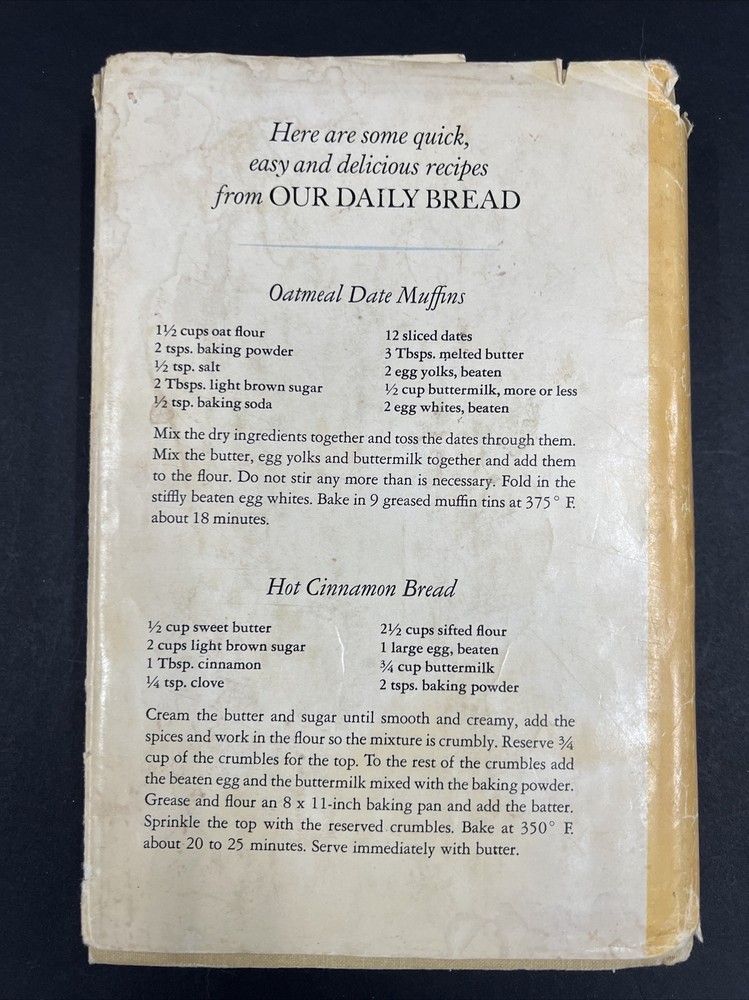 Here are some quick,
easy and delicious recipes
from OUR DAILY BREAD
Oatmeal Date Muffins
1½ cups oat flour
2 tsps. baking powder
½ tsp. salt
2 Tbsps. light brown sugar
½ tsp. baking soda
12 sliced dates
3 Tbsps. melted butter
2 egg yolks, beaten
½ cup buttermilk, more or less
2 egg whites, beaten
Mix the dry ingredients together and toss the dates through them.
Mix the butter, egg yolks and buttermilk together and add them
to the flour. Do not stir any more than is necessary. Fold in the
stiffly beaten egg whites. Bake in 9 greased muffin tins at 375° F.
about 18 minutes.
Hot Cinnamon Bread
½ cup sweet butter
2 cups light brown sugar
1 Tbsp. cinnamon
¼ tsp. clove
2½ cups sifted flour
1 large egg, beaten
¾ cup buttermilk
2 tsps. baking powder
Cream the butter and sugar until smooth and creamy, add the
spices and work in the flour so the mixture is crumbly. Reserve ¾
cup of the crumbles for the top. To the rest of the crumbles add
the beaten egg and the buttermilk mixed with the baking powder.
Grease and flour an 8 x 11-inch baking pan and add the batter.
Sprinkle the top with the reserved crumbles. Bake at 350° F.
about 20 to 25 minutes. Serve immediately with butter.